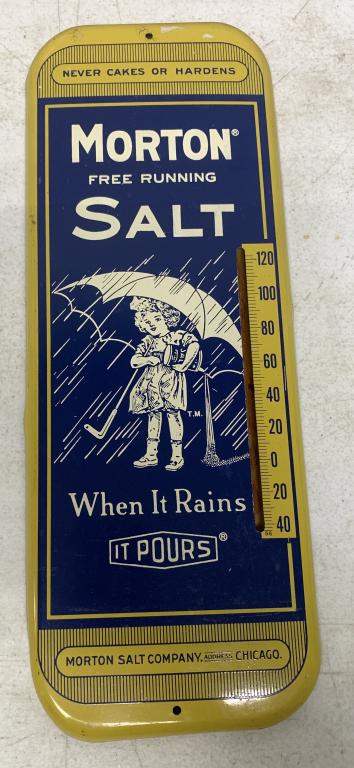 NEVER CAKES OR HARDENS
MORTON®
FREE RUNNING
SALT
120
100
80
60
40
20
0
20
40
86
T.M.
When It Rains
IT POURS®
MORTON SALT COMPANY, ADDRESS CHICAGO.